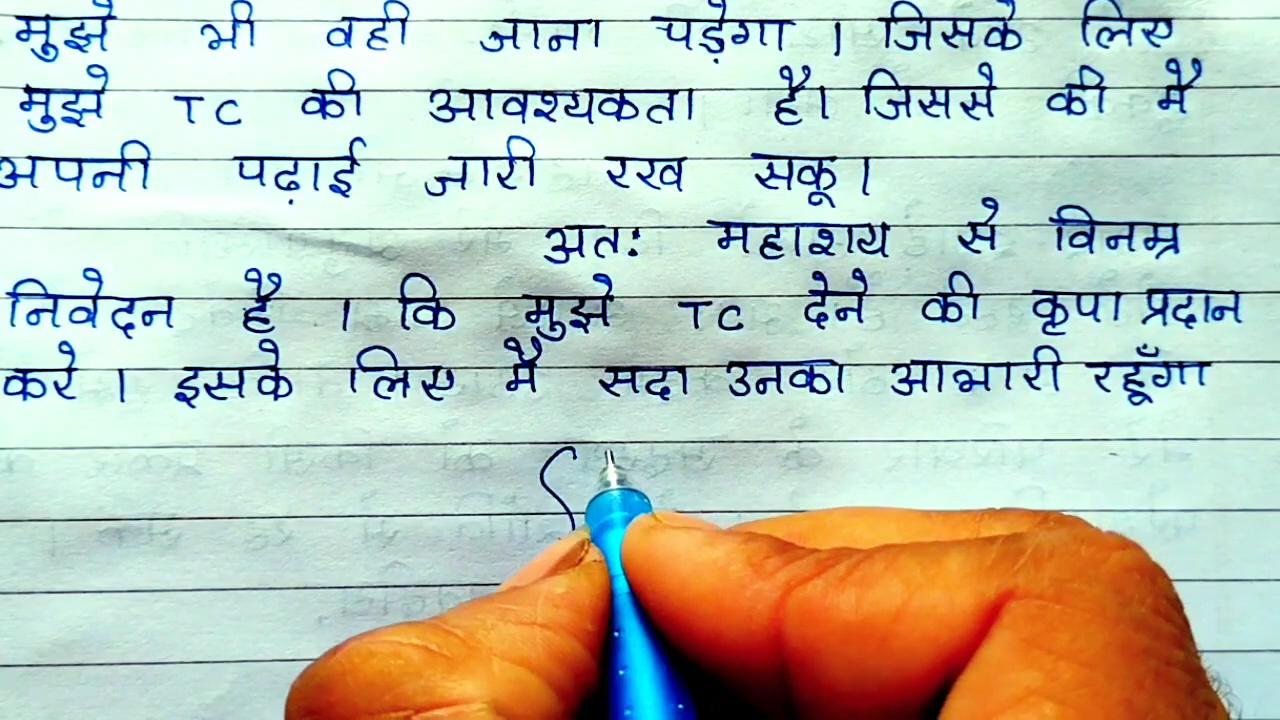 मुझे भी वही जाना पड़ेगा । जिसके लिए
मुझे TC की आवश्यकता है। जिससे की मै
अपनी पढ़ाई जारी रख सकू।
अतः महाशय से विनम्र
निवेदन है । कि मुझे TC देने की कृपा प्रदान
करे । इसके लिए मै सदा उनका आभारी रहूँगा